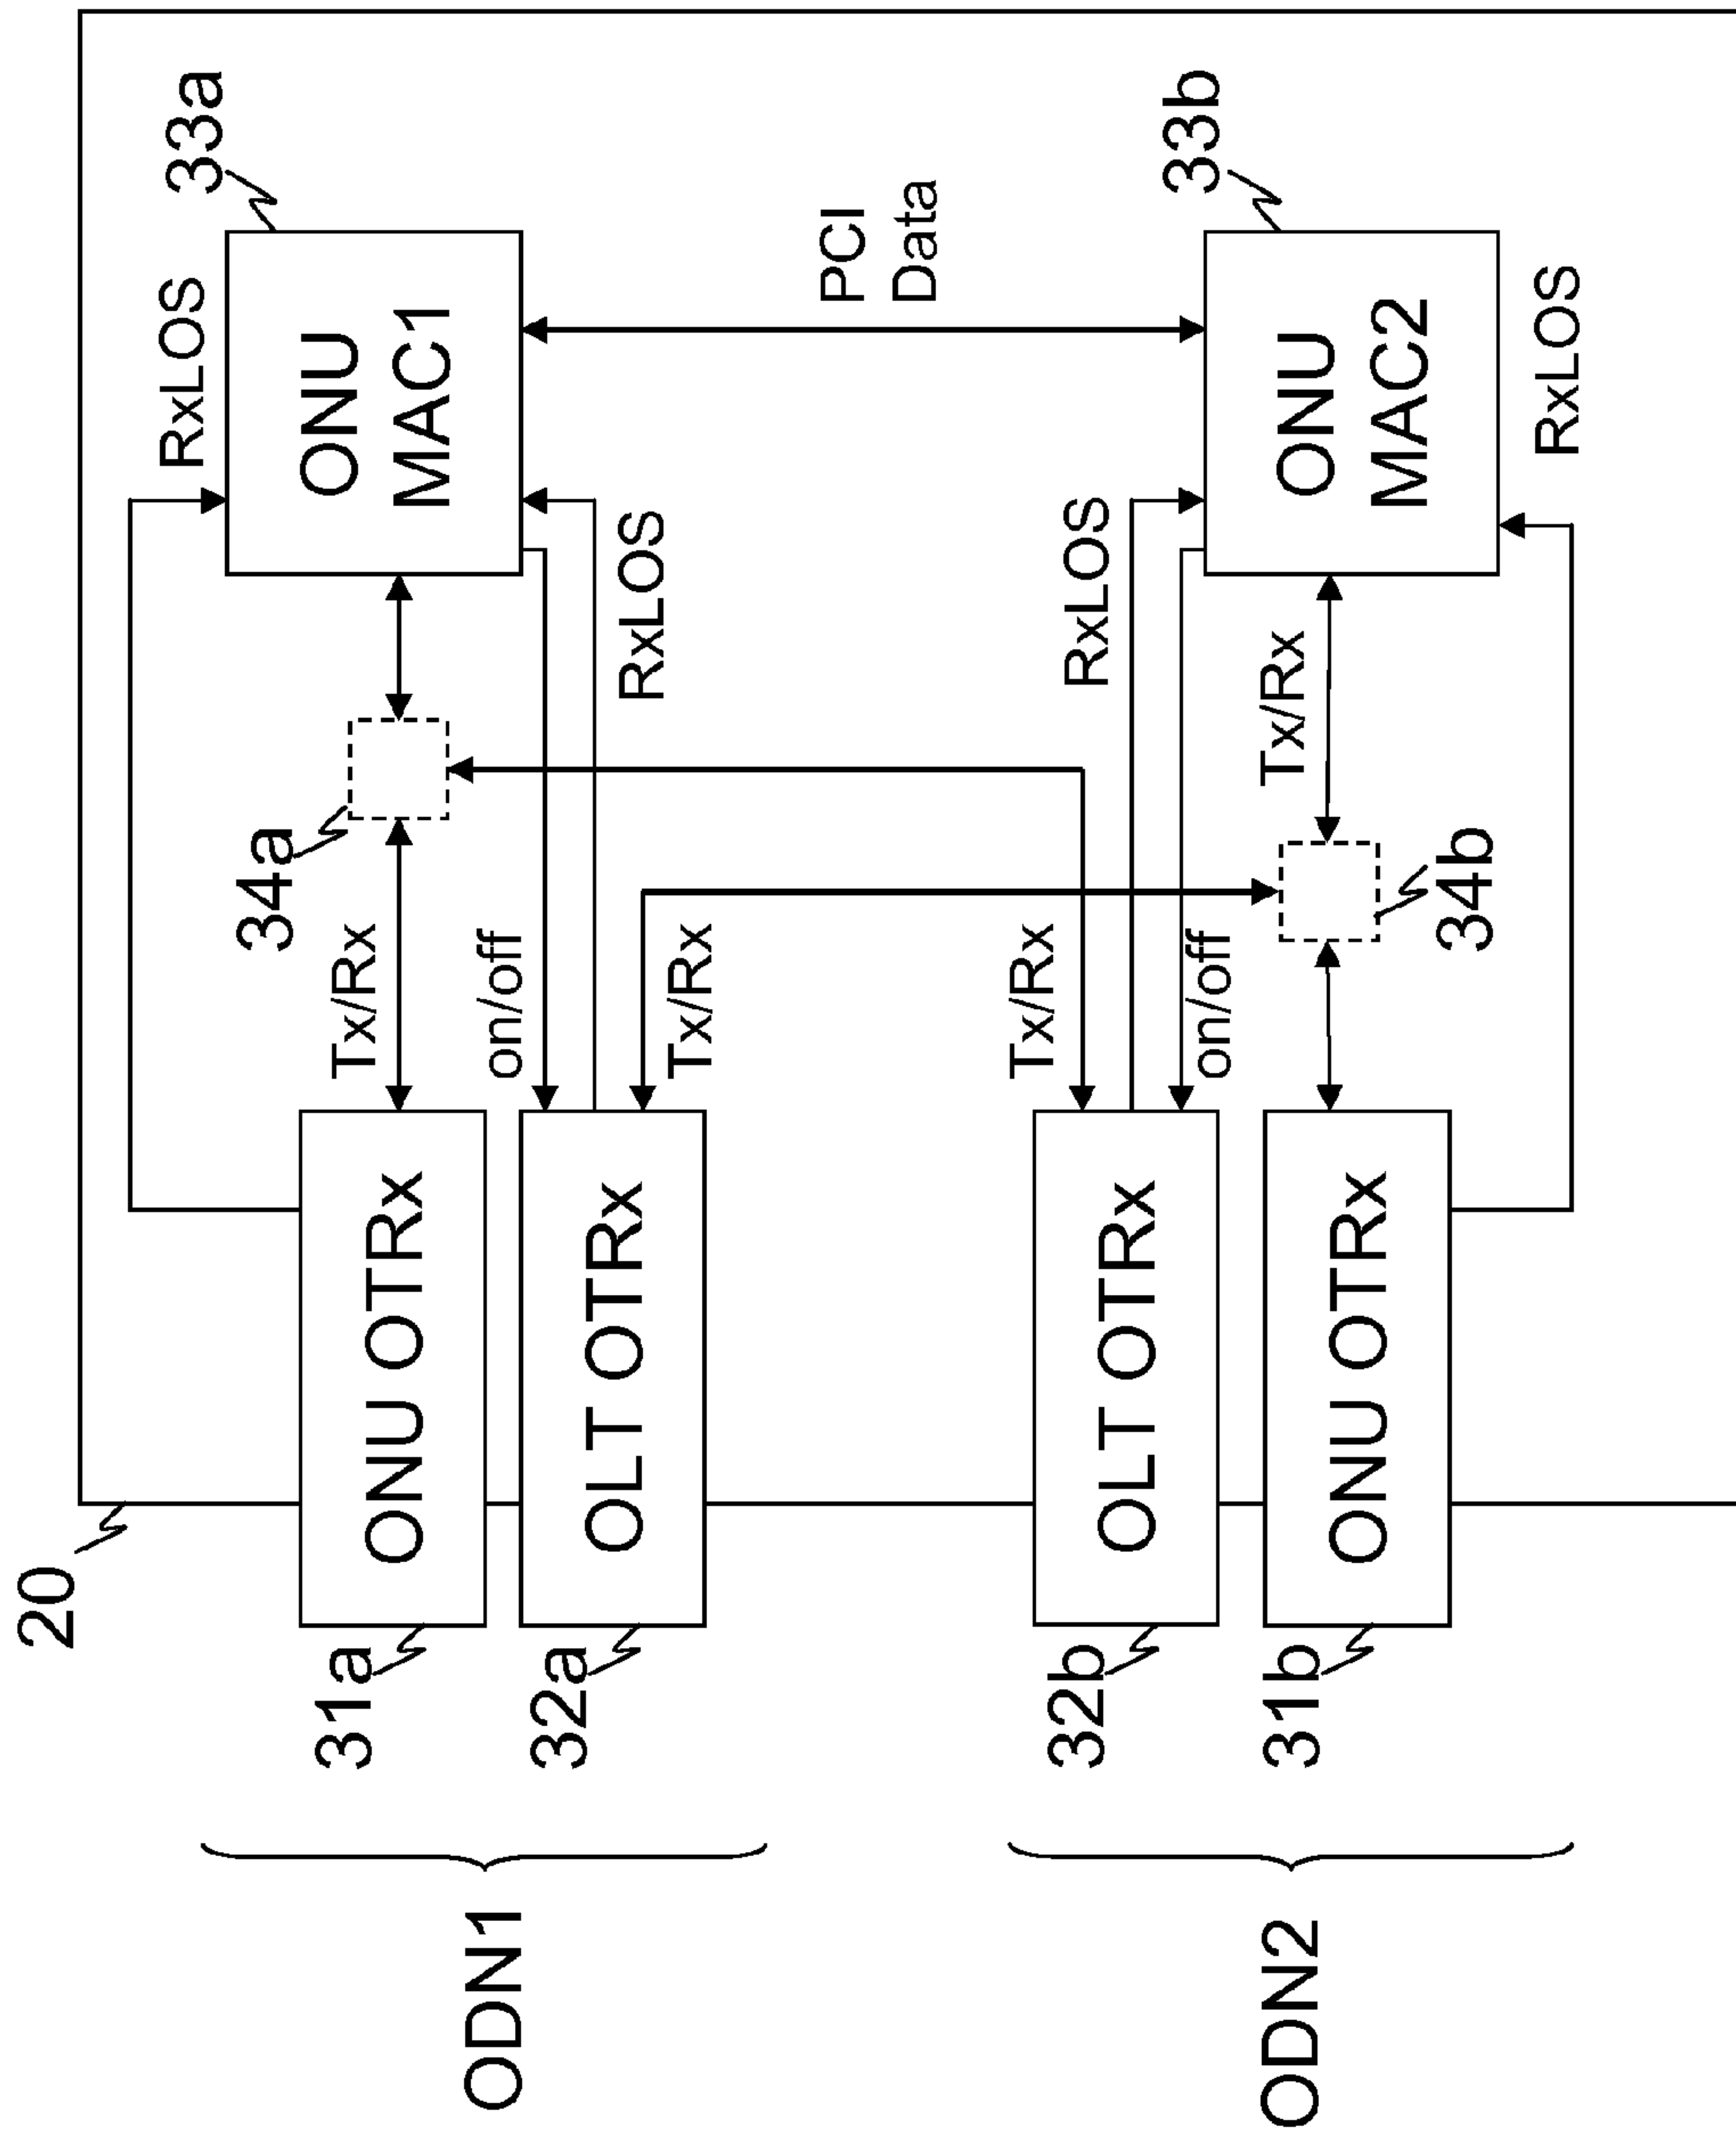 20
ODN1
31a
ONU OTRx
RxLOS
33a
ONU
MAC1
Tx/Rx
34a
32a
OLT OTRx
on/off
RxLOS
Tx/Rx
PCI
Data
ODN2
32b
OLT OTRx
Tx/Rx
RxLOS
on/off
33b
ONU
MAC2
31b
ONU OTRx
Tx/Rx
34b
RxLOS